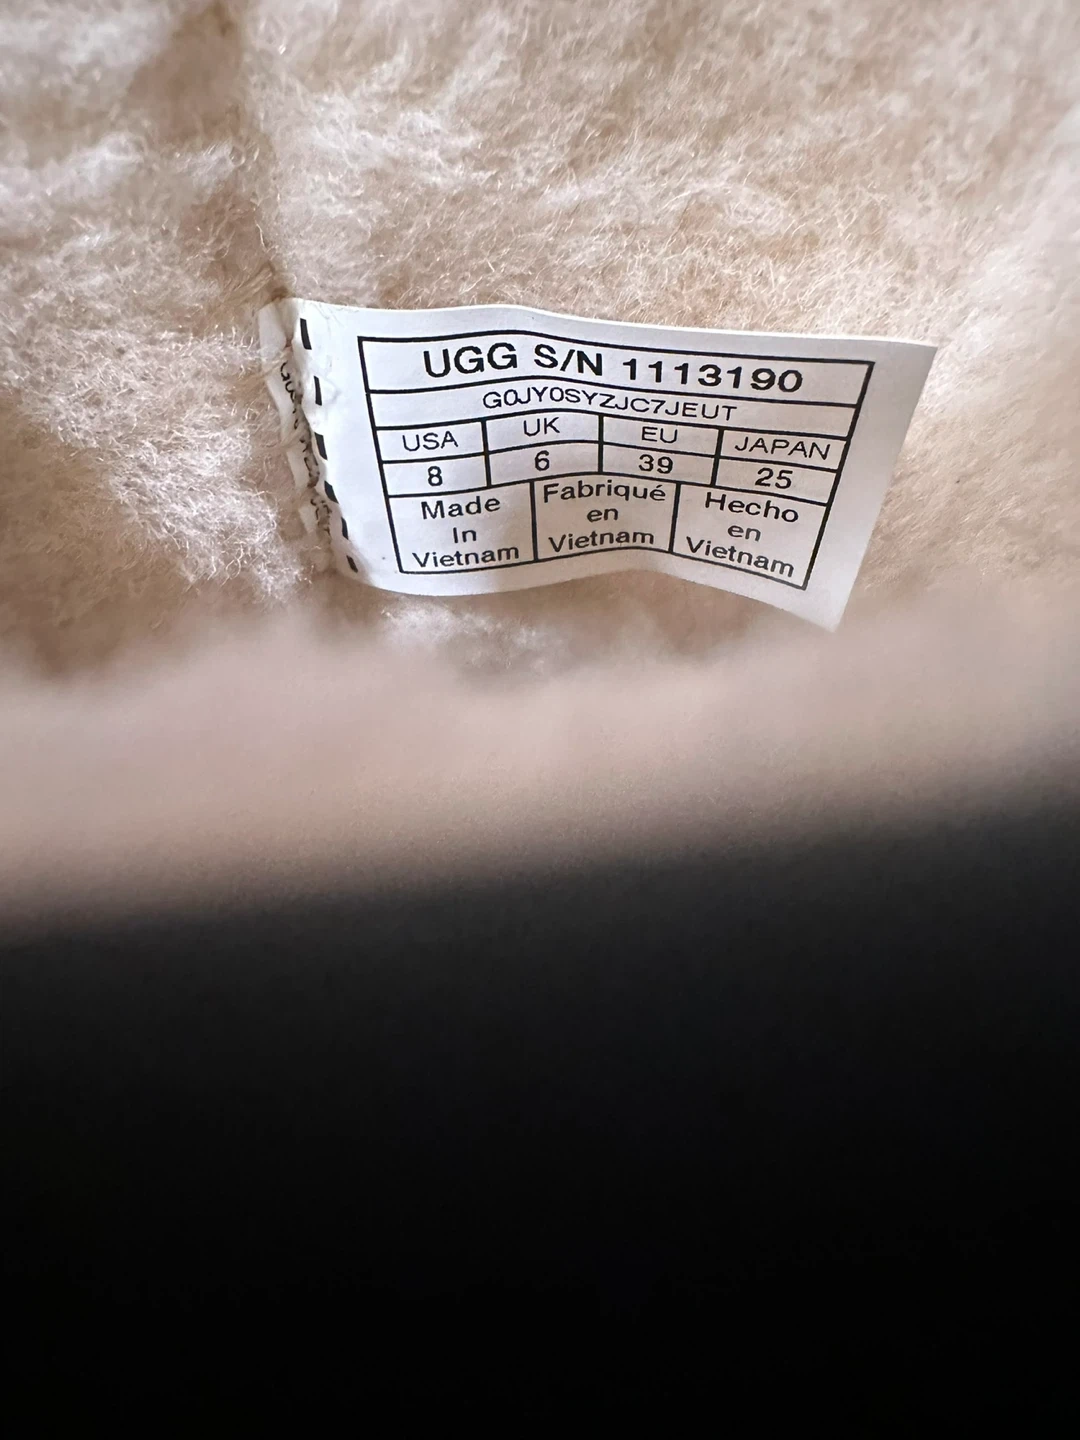 UGG S/N 1113190
G0JY0SYZJC7JEUT
USA UK EU JAPAN
8 6 39 25
Made In Vietnam
Fabriqué en Vietnam
Hecho en Vietnam